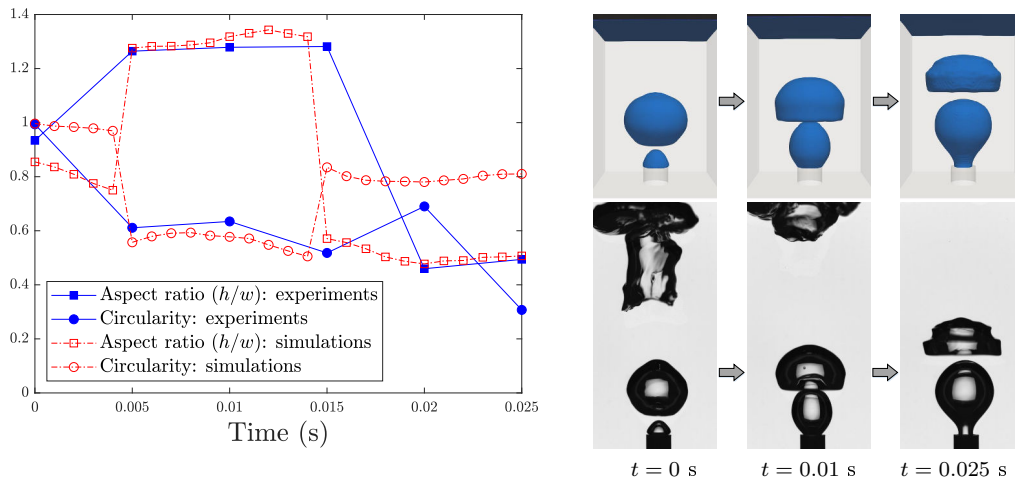 1.4
1.2
1
0.8
0.6
0.4
0.2
0
Aspect ratio (h/w): experiments
Circularity: experiments
Aspect ratio (h/w): simulations
Circularity: simulations
0 0.005 0.01 0.015 0.02 0.025
Time (s)
t = 0 s t = 0.01 s t = 0.025 s